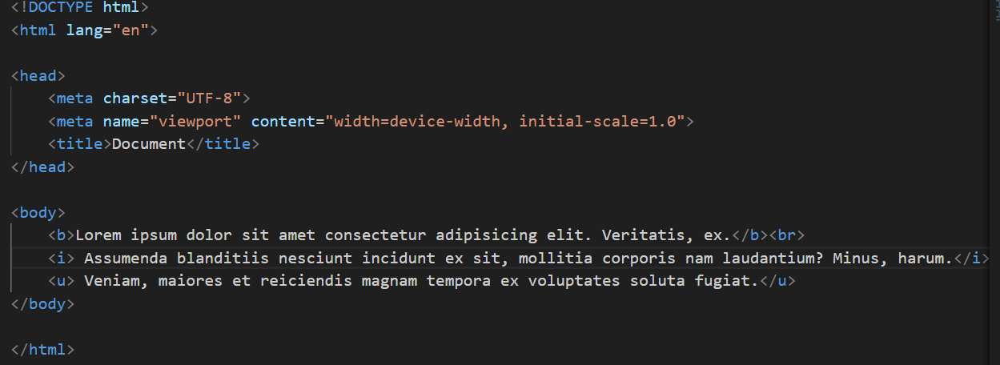 <!DOCTYPE html>
<html lang="en">
<head>
<meta charset="UTF-8">
<meta name="viewport" content="width=device-width, initial-scale=1.0">
<title>Document</title>
</head>
<body>
<b>Lorem ipsum dolor sit amet consectetur adipisicing elit. Veritatis, ex.</b><br>
<i> Assumenda blanditiis nesciunt incidunt ex sit, mollitia corporis nam laudantium? Minus, harum.</i>
<u> Veniam, maiores et reiciendis magnam tempora ex voluptates soluta fugiat.</u>
</body>
</html>